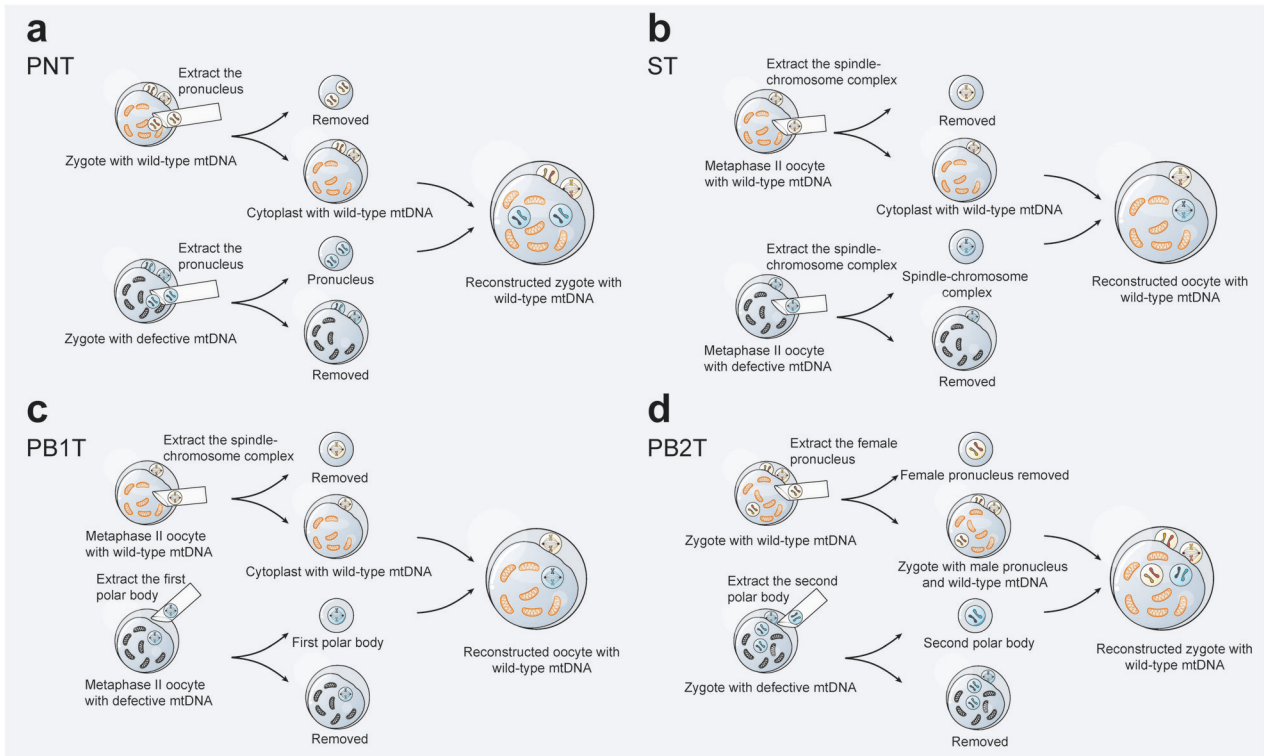 a
PNT
Extract the
pronucleus
Removed
Zygote with wild-type mtDNA
Cytoplast with wild-type mtDNA
Extract the
pronucleus
Pronucleus
Reconstructed zygote with
wild-type mtDNA
Zygote with defective mtDNA
Removed
b
ST
Extract the spindle-
chromosome complex
Removed
Metaphase II oocyte
with wild-type mtDNA
Cytoplast with wild-type mtDNA
Extract the spindle-
chromosome complex
Spindle-chromosome
complex
Reconstructed oocyte with
wild-type mtDNA
Metaphase II oocyte
with defective mtDNA
Removed
c
PB1T
Extract the spindle-
chromosome complex
Removed
Metaphase II oocyte
with wild-type mtDNA
Cytoplast with wild-type mtDNA
Extract the first
polar body
First polar body
Reconstructed oocyte with
wild-type mtDNA
Metaphase II oocyte
with defective mtDNA
Removed
d
PB2T
Extract the female
pronucleus
Female pronucleus removed
Zygote with wild-type mtDNA
Zygote with male pronucleus
and wild-type mtDNA
Extract the second
polar body
Second polar body
Reconstructed zygote with
wild-type mtDNA
Zygote with defective mtDNA
Removed